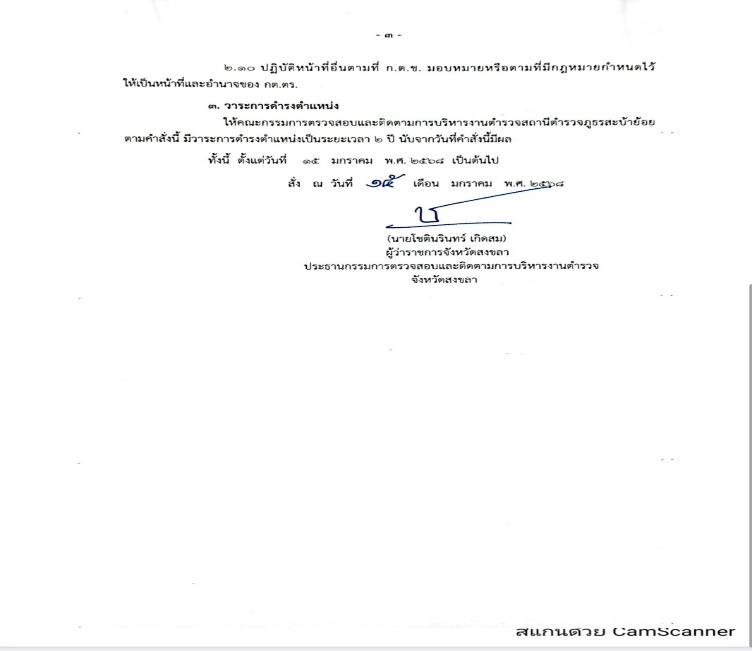 - ๓ -
๒.๑๐ ปฏิบัติหน้าที่อื่นตามที่ ก.ต.ช. มอบหมายหรือตามที่มีกฎหมายกำหนดไว้
ให้เป็นหน้าที่และอำนาจของ กต.ตร.
๓. วาระการดำรงตำแหน่ง
ให้คณะกรรมการตรวจสอบและติดตามการบริหารงานตำรวจสถานีตำรวจภูธรสะบ้าย้อย
ตามคำสั่งนี้ มีวาระการดำรงตำแหน่งเป็นระยะเวลา ๒ ปี นับจากวันที่คำสั่งนี้มีผล
ทั้งนี้ ตั้งแต่วันที่ ๑๕ มกราคม พ.ศ. ๒๕๖๘ เป็นต้นไป
สั่ง ณ วันที่ ๑๕ เดือน มกราคม พ.ศ. ๒๕๖๘
(นายโชตินรินทร์ เกิดสม)
ผู้ว่าราชการจังหวัดสงขลา
ประธานกรรมการตรวจสอบและติดตามการบริหารงานตำรวจ
จังหวัดสงขลา
สแกนด้วย CamScanner